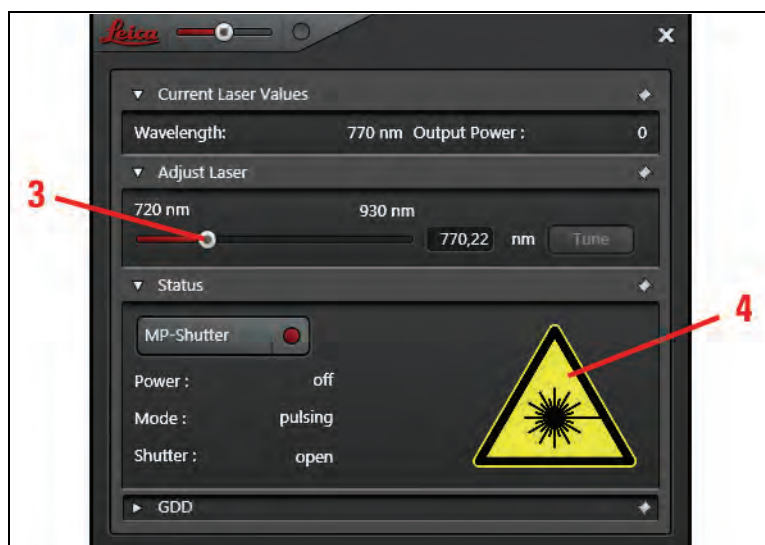 Leica
Current Laser Values
Wavelength: 770 nm Output Power : 0
Adjust Laser
3
720 nm 930 nm
770,22 nm Tune
Status
4
MP-Shutter
Power : off
Mode : pulsing
Shutter : open
GDD